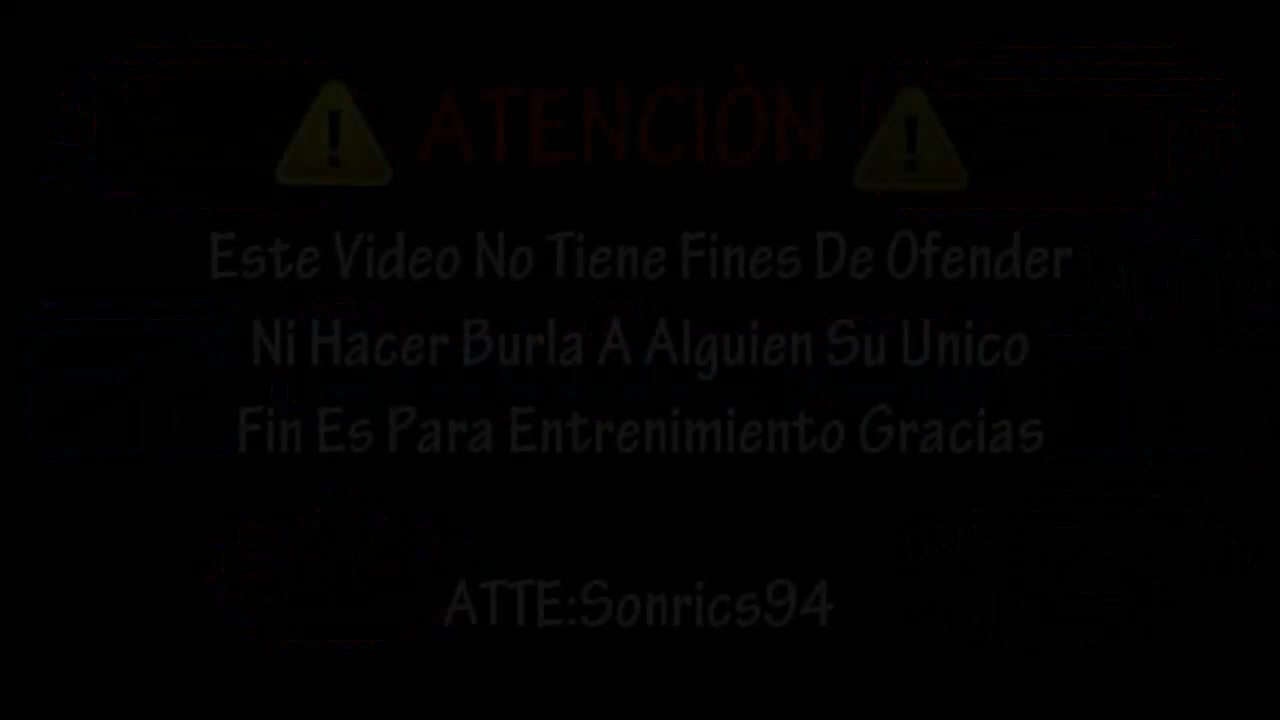 ATENCIÒN
Este Video No Tiene Fines De Ofender
Ni Hacer Burla A Alguien Su Unico
Fin Es Para Entrenimiento Gracias
ATTE:Sonrics94